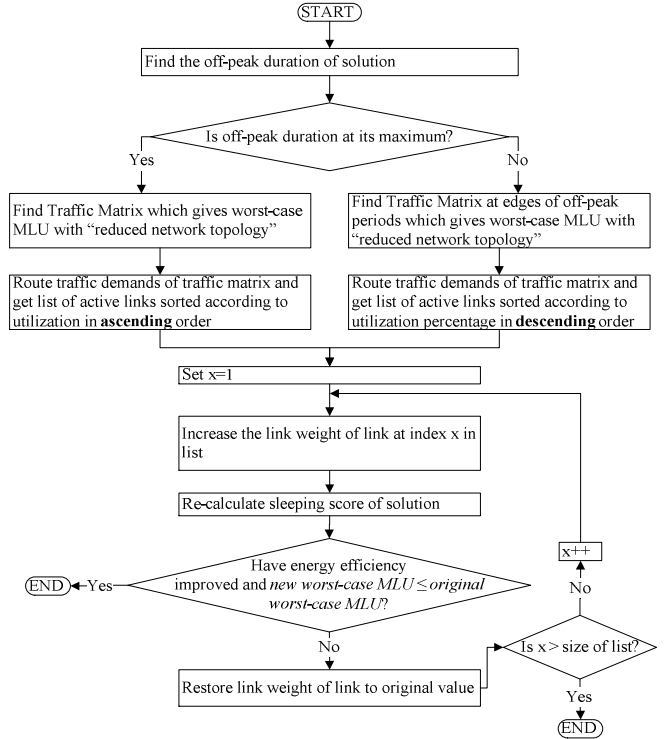 START
Find the off-peak duration of solution
Is off-peak duration at its maximum?
Yes
No
Find Traffic Matrix which gives worst-case
MLU with “reduced network topology”
Find Traffic Matrix at edges of off-peak
periods which gives worst-case MLU with
“reduced network topology”
Route traffic demands of traffic matrix and
get list of active links sorted according to
utilization in ascending order
Route traffic demands of traffic matrix and
get list of active links sorted according to
utilization percentage in descending order
Set x=1
Increase the link weight of link at index x in
list
Re-calculate sleeping score of solution
Have energy efficiency
improved and new worst-case MLU ≤ original
worst-case MLU?
Yes
END
No
Restore link weight of link to original value
x++
No
Is x > size of list?
Yes
END